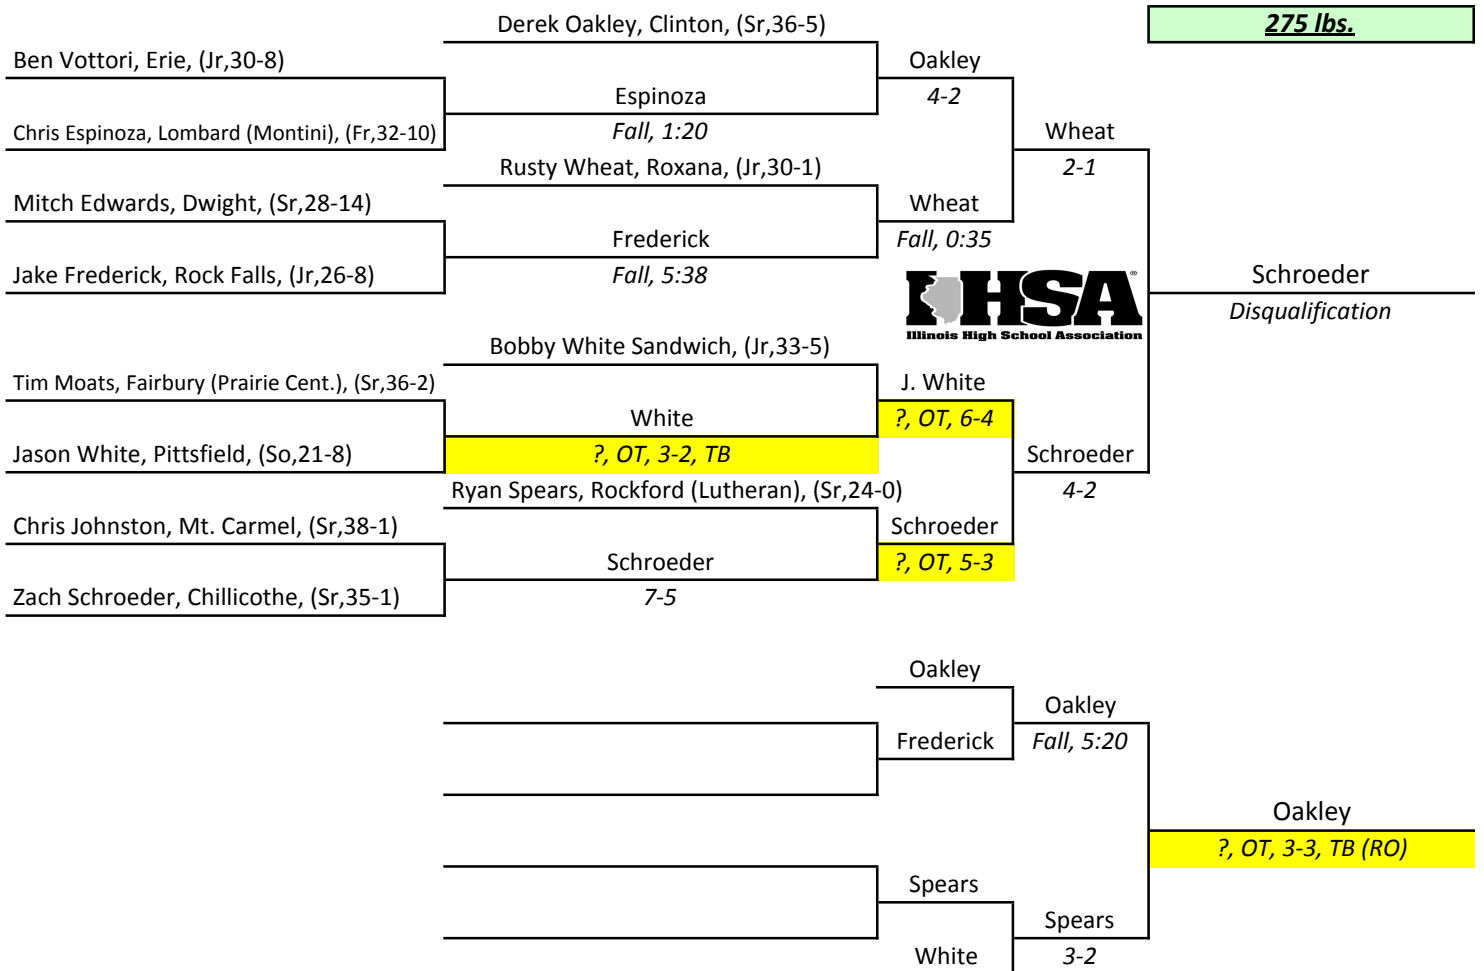 Derek Oakley, Clinton, (Sr,36-5)
275 lbs.
Ben Vottori, Erie, (Jr,30-8)
Oakley
Espinoza
4-2
Chris Espinoza, Lombard (Montini), (Fr,32-10)
Fall, 1:20
Wheat
Rusty Wheat, Roxana, (Jr,30-1)
2-1
Mitch Edwards, Dwight, (Sr,28-14)
Wheat
Frederick
Fall, 0:35
Jake Frederick, Rock Falls, (Jr,26-8)
Fall, 5:38
IHSA®
Illinois High School Association
Schroeder
Disqualification
Bobby White Sandwich, (Jr,33-5)
Tim Moats, Fairbury (Prairie Cent.), (Sr,36-2)
J. White
White
?, OT, 6-4
Jason White, Pittsfield, (So,21-8)
?, OT, 3-2, TB
Schroeder
Ryan Spears, Rockford (Lutheran), (Sr,24-0)
4-2
Chris Johnston, Mt. Carmel, (Sr,38-1)
Schroeder
Schroeder
?, OT, 5-3
Zach Schroeder, Chillicothe, (Sr,35-1)
7-5
Oakley
Oakley
Frederick
Fall, 5:20
Oakley
?, OT, 3-3, TB (RO)
Spears
Spears
White
3-2